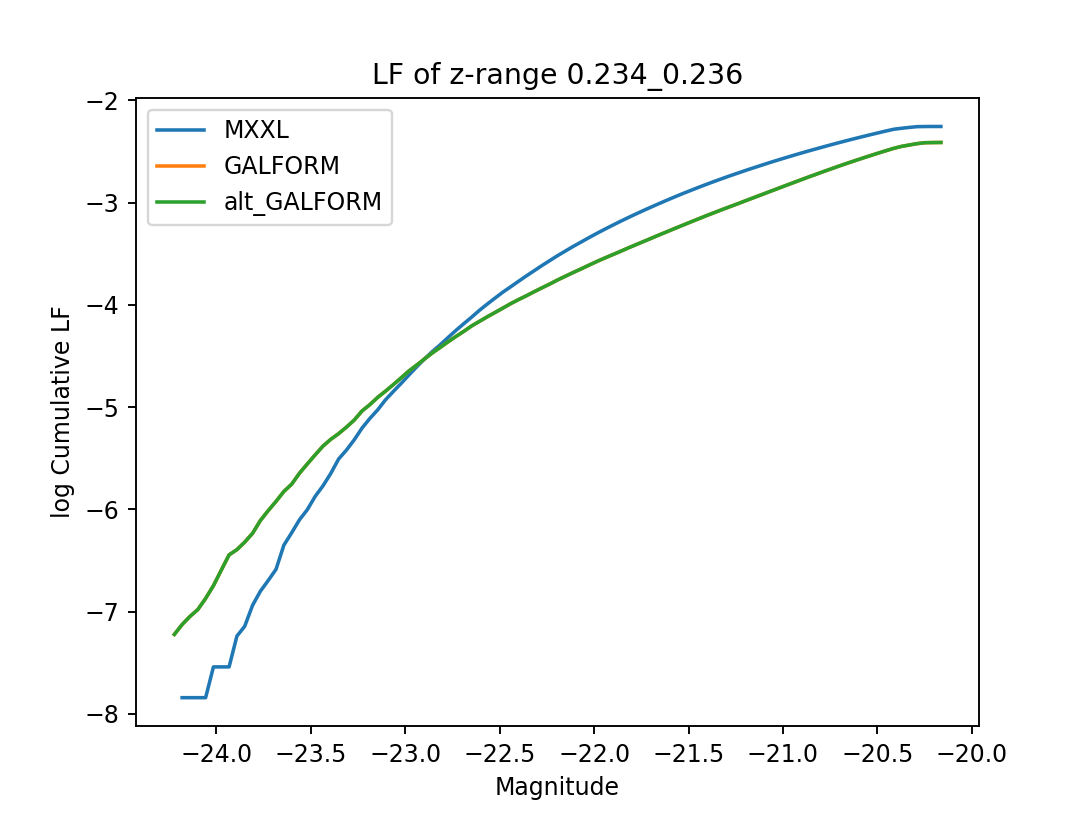 LF of z-range 0.234_0.236
MXXL
GALFORM
alt_GALFORM
log Cumulative LF
−2
−3
−4
−5
−6
−7
−8
−24.0 −23.5 −23.0 −22.5 −22.0 −21.5 −21.0 −20.5 −20.0
Magnitude